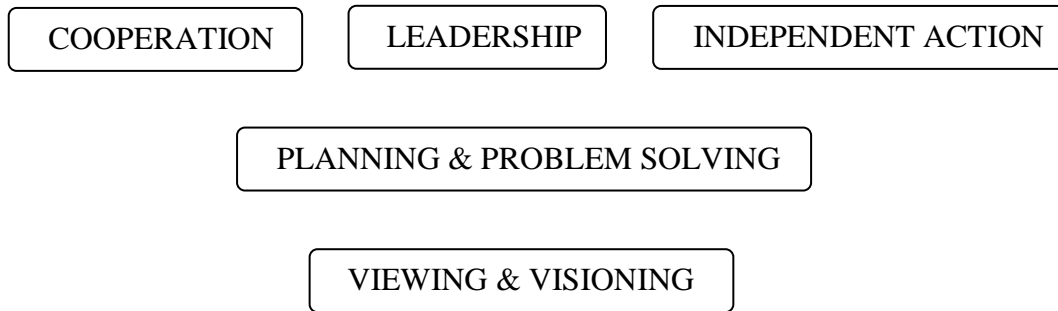 COOPERATION
LEADERSHIP
INDEPENDENT ACTION
PLANNING & PROBLEM SOLVING
VIEWING & VISIONING